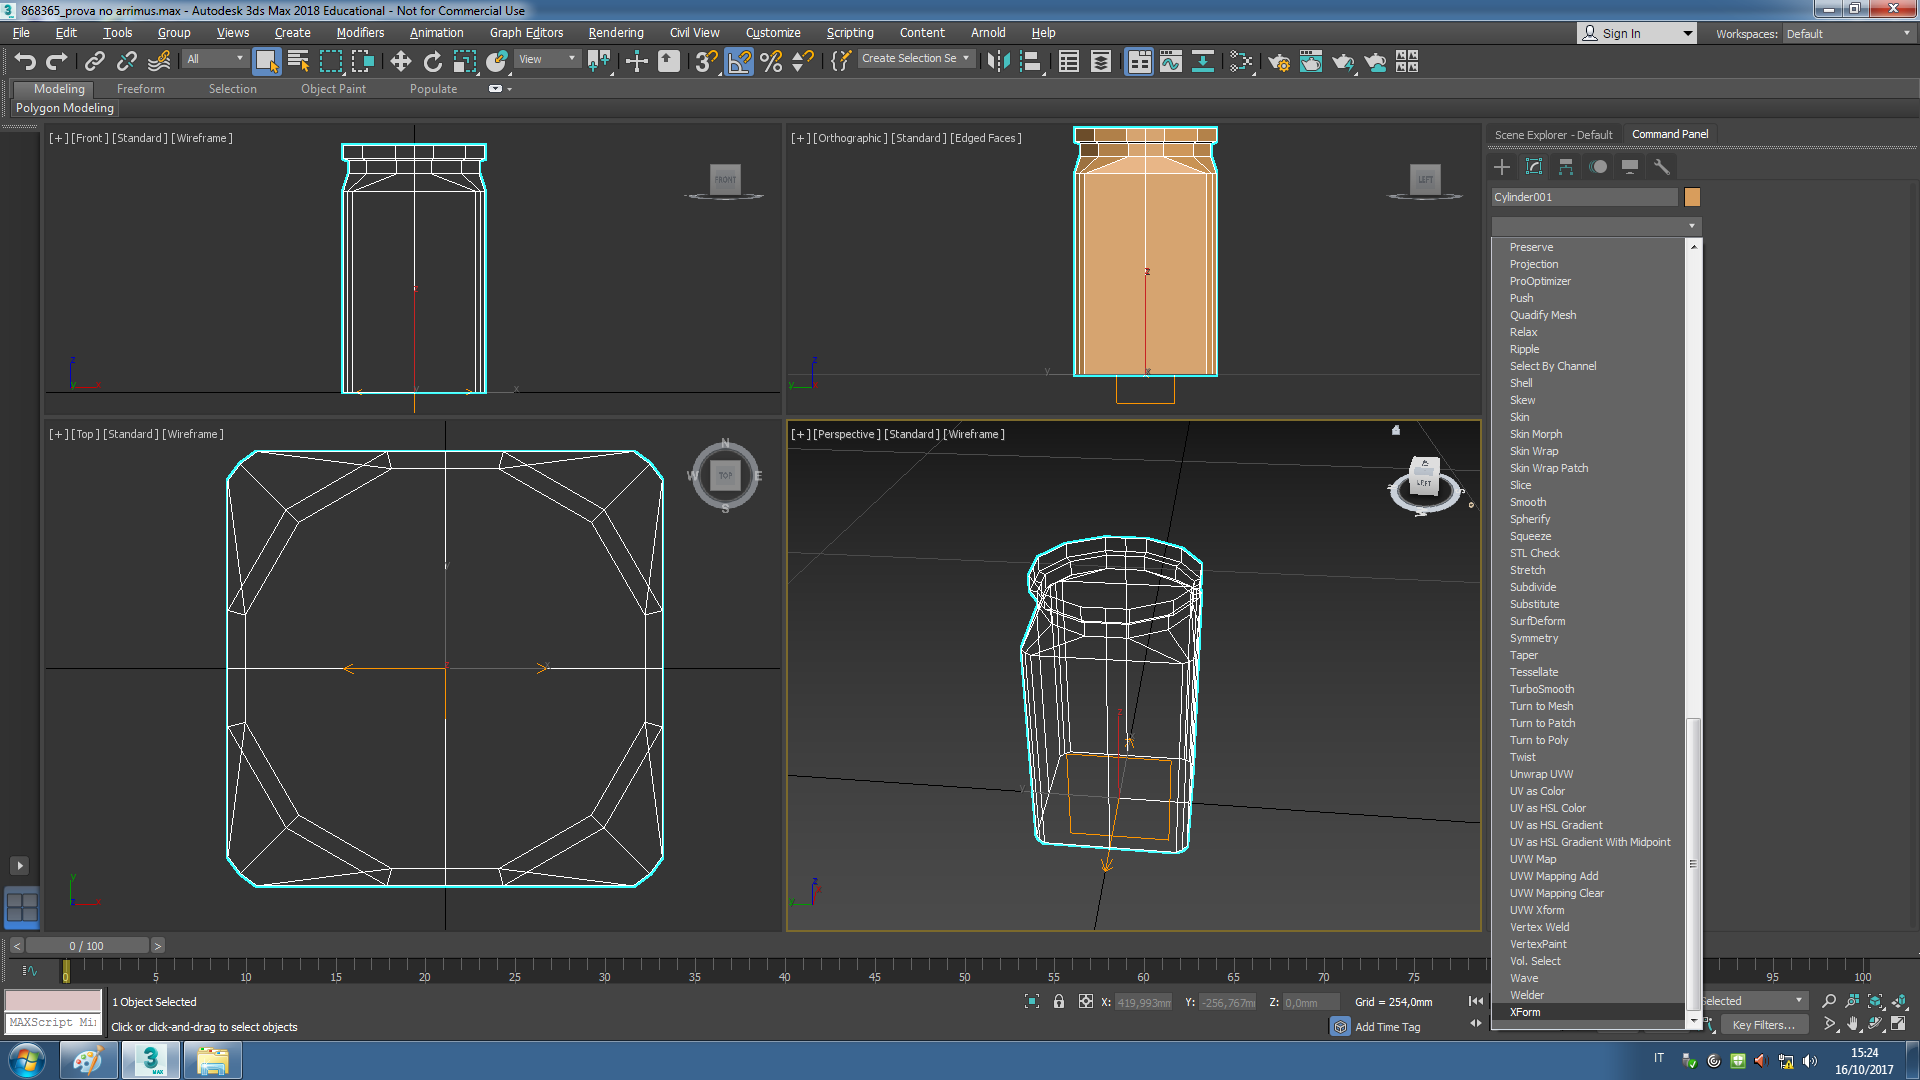 868365_prova no arrimus.max - Autodesk 3ds Max 2018 Educational - Not for Commercial Use
File Edit Tools Group Views Create Modifiers Animation Graph Editors Rendering Civil View Customize Scripting Content Arnold Help
Sign In Workspaces: Default
All View Create Selection Se
Modeling Freeform Selection Object Paint Populate
Polygon Modeling
[+] [Front] [Standard] [Wireframe]
FRONT
[+] [Orthographic] [Standard] [Edged Faces]
LEFT
[+] [Top] [Standard] [Wireframe]
N
W TOP E
S
[+] [Perspective] [Standard] [Wireframe]
LEFT
Scene Explorer - Default Command Panel
Cylinder001
Preserve
Projection
ProOptimizer
Push
Quadify Mesh
Relax
Ripple
Select By Channel
Shell
Skew
Skin
Skin Morph
Skin Wrap
Skin Wrap Patch
Slice
Smooth
Spherify
Squeeze
STL Check
Stretch
Subdivide
Substitute
SurfDeform
Symmetry
Taper
Tessellate
TurboSmooth
Turn to Mesh
Turn to Patch
Turn to Poly
Twist
Unwrap UVW
UV as Color
UV as HSL Color
UV as HSL Gradient
UV as HSL Gradient With Midpoint
UVW Map
UVW Mapping Add
UVW Mapping Clear
UVW Xform
Vertex Weld
VertexPaint
Vol. Select
Wave
Welder
XForm
< 0 / 100 >
0 5 10 15 20 25 30 35 40 45 50 55 60 65 70 75 95 100
1 Object Selected
X: 419,993mm Y: -256,767m Z: 0,0mm Grid = 254,0mm
Selected
MAXScript Mi
Click or click-and-drag to select objects
Add Time Tag
Key Filters...
3 MAX
IT
15:24
16/10/2017